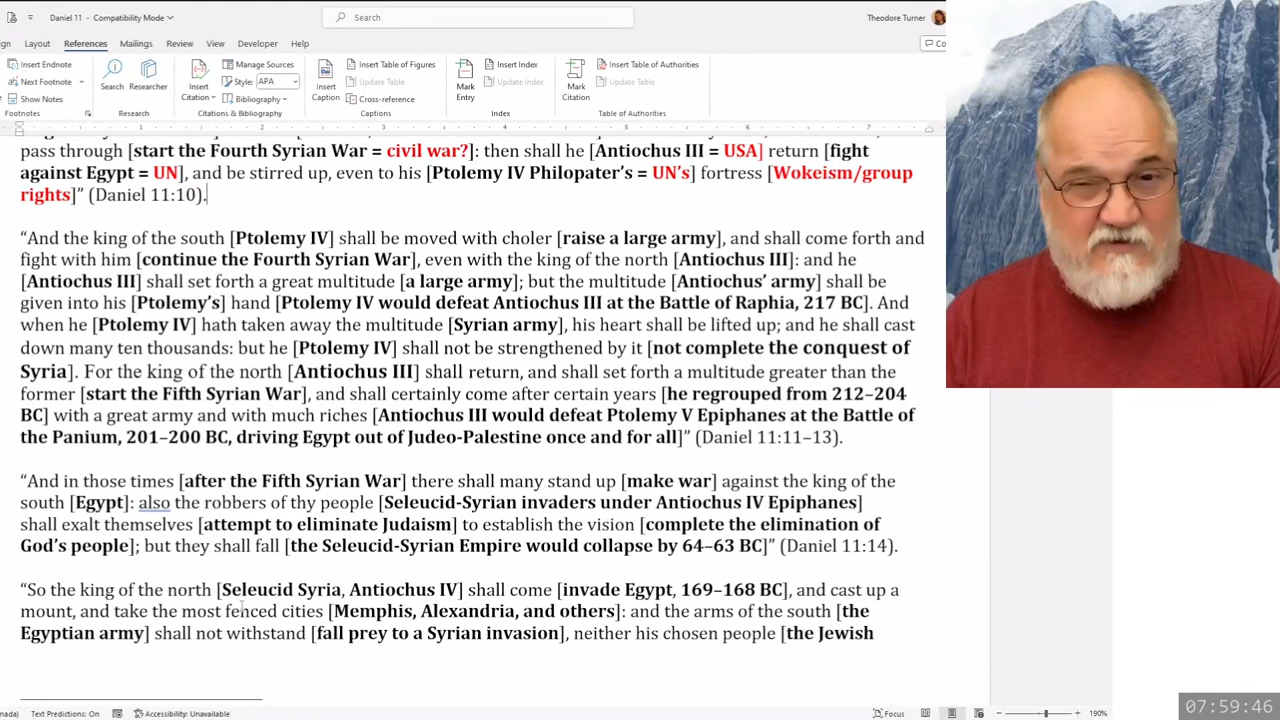 Daniel 11 - Compatibility Mode
Search
Theodore Turner
gn Layout References Mailings Review View Developer Help
Insert Endnote
Next Footnote
Show Notes
Footnotes
Search
Researcher
Research
Insert Citation
Manage Sources
Style: APA
Bibliography
Citations & Bibliography
Insert Caption
Insert Table of Figures
Update Table
Cross-reference
Captions
Mark Entry
Insert Index
Update Index
Index
Mark Citation
Insert Table of Authorities
Update Table
Table of Authorities
Co
1 2 3 4 5 6 7
pass through [start the Fourth Syrian War = civil war?]: then shall he [Antiochus III = USA] return [fight
against Egypt = UN], and be stirred up, even to his [Ptolemy IV Philopater’s = UN’s] fortress [Wokeism/group
rights]” (Daniel 11:10).
“And the king of the south [Ptolemy IV] shall be moved with choler [raise a large army], and shall come forth and
fight with him [continue the Fourth Syrian War], even with the king of the north [Antiochus III]: and he
[Antiochus III] shall set forth a great multitude [a large army]; but the multitude [Antiochus’ army] shall be
given into his [Ptolemy’s] hand [Ptolemy IV would defeat Antiochus III at the Battle of Raphia, 217 BC]. And
when he [Ptolemy IV] hath taken away the multitude [Syrian army], his heart shall be lifted up; and he shall cast
down many ten thousands: but he [Ptolemy IV] shall not be strengthened by it [not complete the conquest of
Syria]. For the king of the north [Antiochus III] shall return, and shall set forth a multitude greater than the
former [start the Fifth Syrian War], and shall certainly come after certain years [he regrouped from 212–204
BC] with a great army and with much riches [Antiochus III would defeat Ptolemy V Epiphanes at the Battle of
the Panium, 201–200 BC, driving Egypt out of Judeo-Palestine once and for all]” (Daniel 11:11–13).
“And in those times [after the Fifth Syrian War] there shall many stand up [make war] against the king of the
south [Egypt]: also the robbers of thy people [Seleucid-Syrian invaders under Antiochus IV Epiphanes]
shall exalt themselves [attempt to eliminate Judaism] to establish the vision [complete the elimination of
God’s people]; but they shall fall [the Seleucid-Syrian Empire would collapse by 64–63 BC]” (Daniel 11:14).
“So the king of the north [Seleucid Syria, Antiochus IV] shall come [invade Egypt, 169–168 BC], and cast up a
mount, and take the most fenced cities [Memphis, Alexandria, and others]: and the arms of the south [the
Egyptian army] shall not withstand [fall prey to a Syrian invasion], neither his chosen people [the Jewish
nada) Text Predictions: On Accessibility: Unavailable Focus 190%
07:59:46